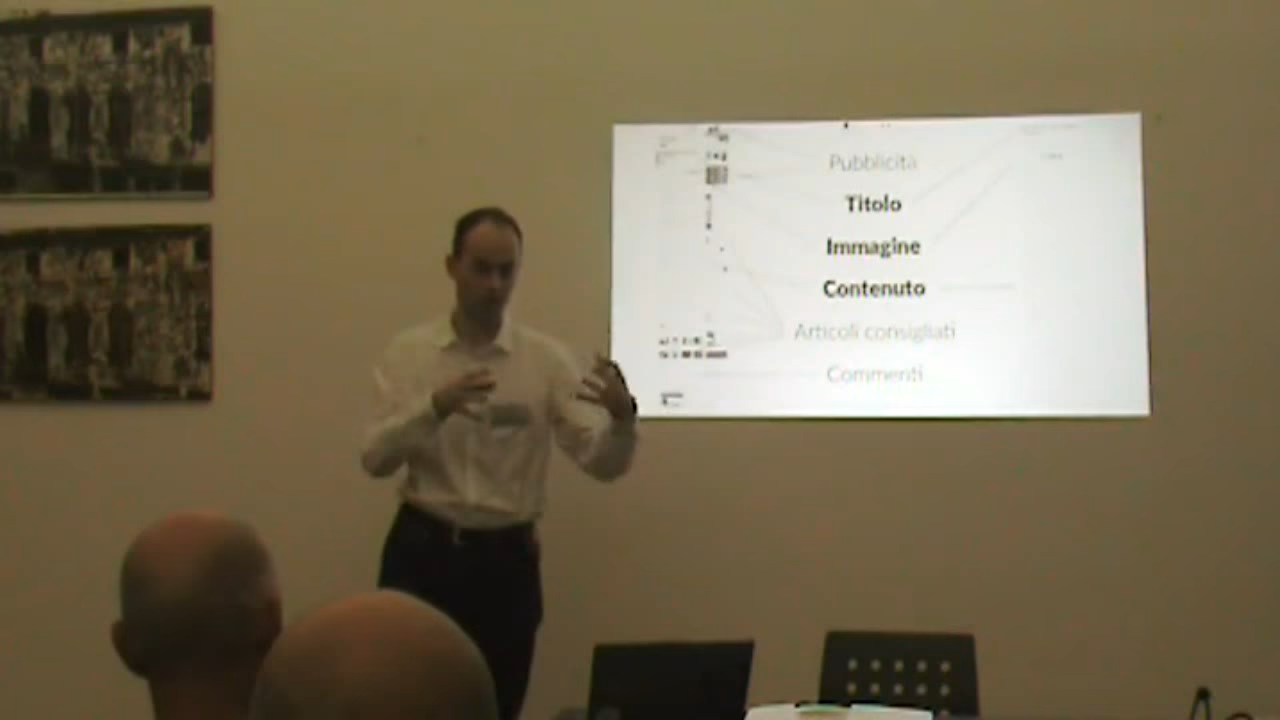 Pubblicità
Titolo
Immagine
Contenuto
Articoli consigliati
Commenti